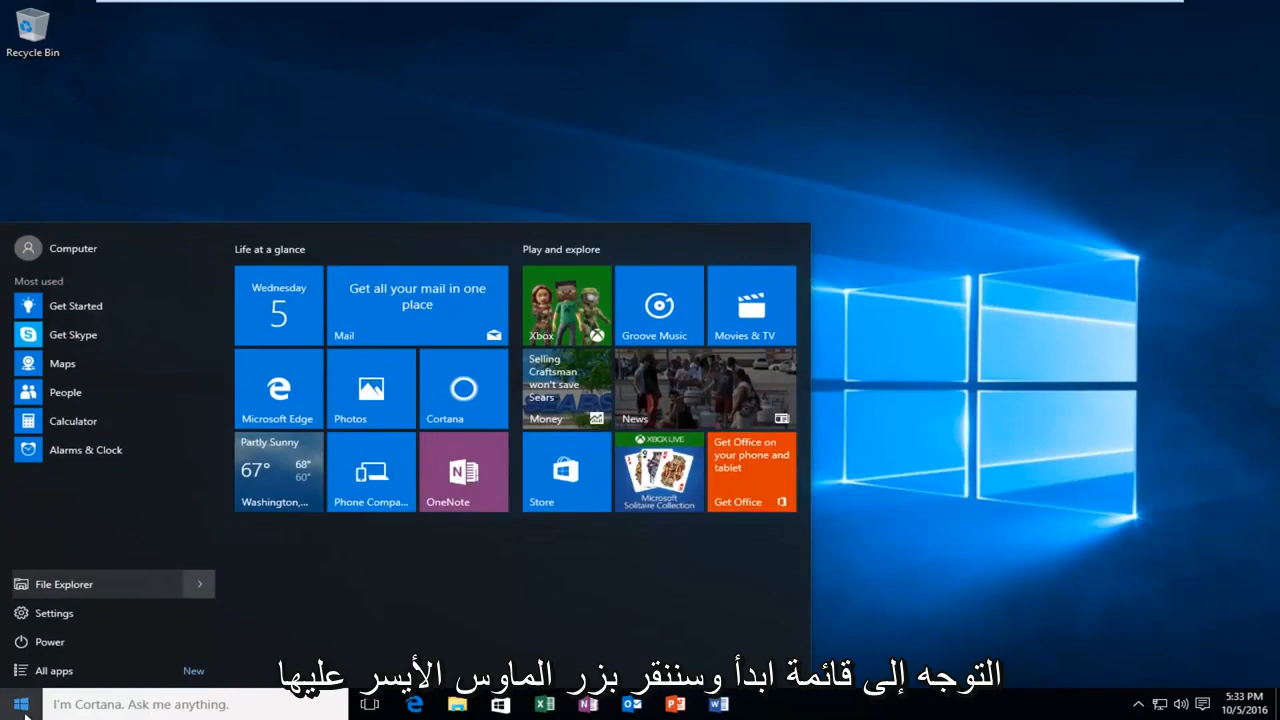 Recycle Bin
Computer
Most used
Get Started
Get Skype
Maps
People
Calculator
Alarms & Clock
File Explorer
Settings
Power
All apps New
Life at a glance
Wednesday
5
Get all your mail in one
place
Mail
Microsoft Edge
Photos
Cortana
Partly Sunny
67°
68°
60°
Washington,...
Phone Compa...
OneNote
Play and explore
Xbox
Groove Music
Movies & TV
Selling
Craftsman
won't save
Sears
Money
News
Store
XBOX LIVE
Microsoft
Solitaire Collection
Get Office on
your phone and
tablet
Get Office
التوجه إلى قائمة ابدأ وسننقر بزر الماوس الأيسر عليها
I'm Cortana. Ask me anything.
5:33 PM
10/5/2016